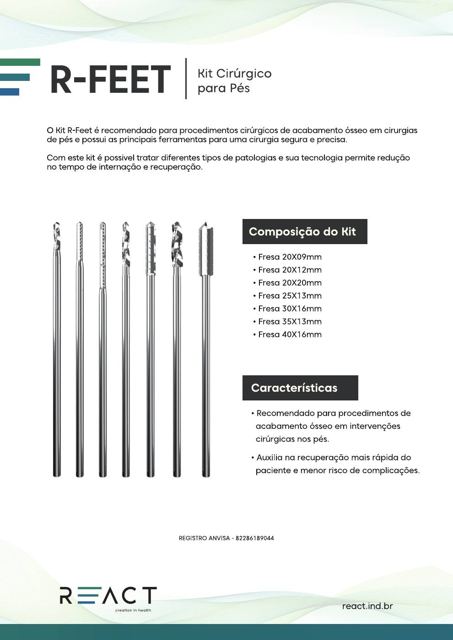 R-FEET
Kit Cirúrgico
para Pés
O Kit R-Feet é recomendado para procedimentos cirúrgicos de acabamento ósseo em cirurgias
de pés e possui as principais ferramentas para uma cirurgia segura e precisa.
Com este kit é possível tratar diferentes tipos de patologias e sua tecnologia permite redução
no tempo de internação e recuperação.
Composição do Kit
• Fresa 20X09mm
• Fresa 20X12mm
• Fresa 20X20mm
• Fresa 25X13mm
• Fresa 30X16mm
• Fresa 35X13mm
• Fresa 40X16mm
Características
• Recomendado para procedimentos de
acabamento ósseo em intervenções
cirúrgicas nos pés.
• Auxilia na recuperação mais rápida do
paciente e menor risco de complicações.
REGISTRO ANVISA - 82286189044
REACT
creation in health
react.ind.br